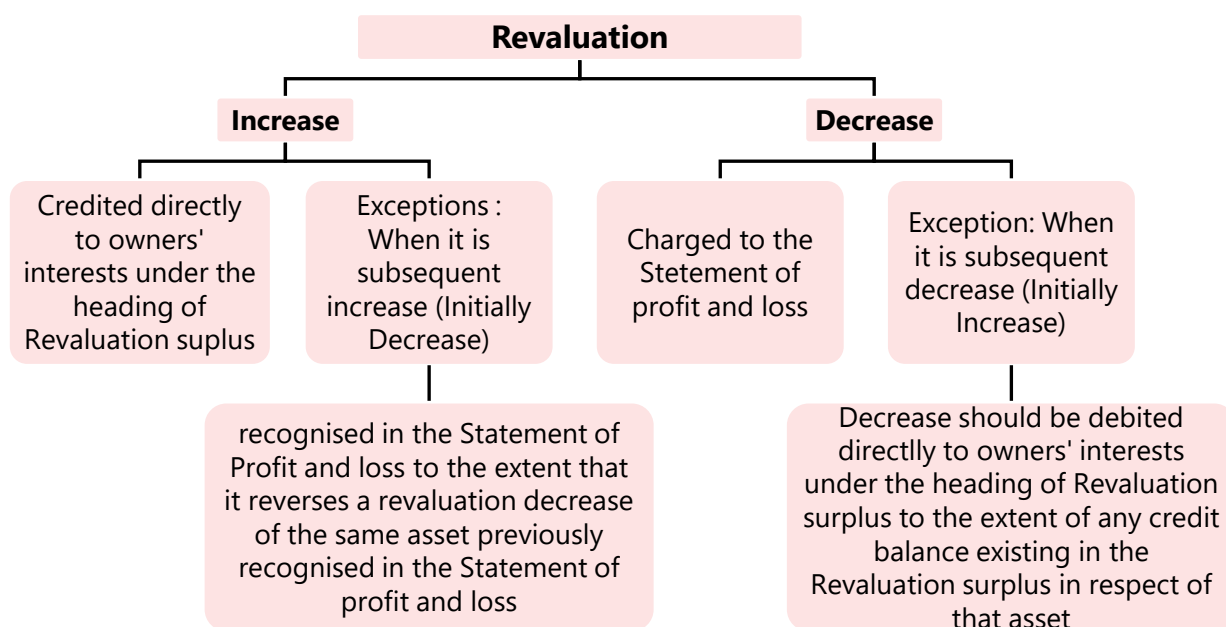 Revaluation
Increase
Decrease
Credited directly
to owners'
interests under the
heading of
Revaluation suplus
Exceptions :
When it is
subsequent
increase (Initially
Decrease)
Charged to the
Stetement of
profit and loss
Exception: When
it is subsequent
decrease (Initially
Increase)
recognised in the Statement of
Profit and loss to the extent that
it reverses a revaluation decrease
of the same asset previously
recognised in the Statement of
profit and loss
Decrease should be debited
directlly to owners' interests
under the heading of Revaluation
surplus to the extent of any credit
balance existing in the
Revaluation surplus in respect of
that asset